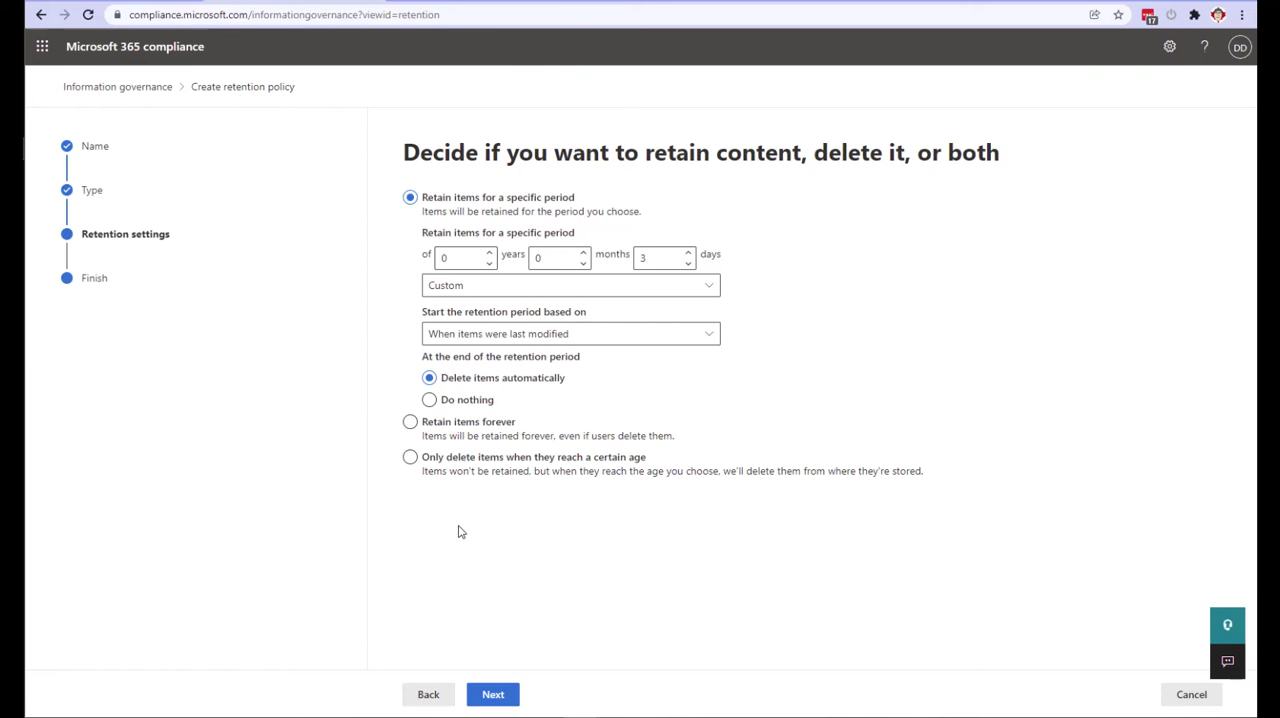 compliance.microsoft.com/informationgovernance?viewid=retention
17
Microsoft 365 compliance
?
DD
Information governance > Create retention policy
Name
Type
Retention settings
Finish
Decide if you want to retain content, delete it, or both
Retain items for a specific period
Items will be retained for the period you choose.
Retain items for a specific period
of 0 years 0 months 3 days
Custom
Start the retention period based on
When items were last modified
At the end of the retention period
Delete items automatically
Do nothing
Retain items forever
Items will be retained forever, even if users delete them.
Only delete items when they reach a certain age
Items won't be retained, but when they reach the age you choose, we'll delete them from where they're stored.
Back Next Cancel